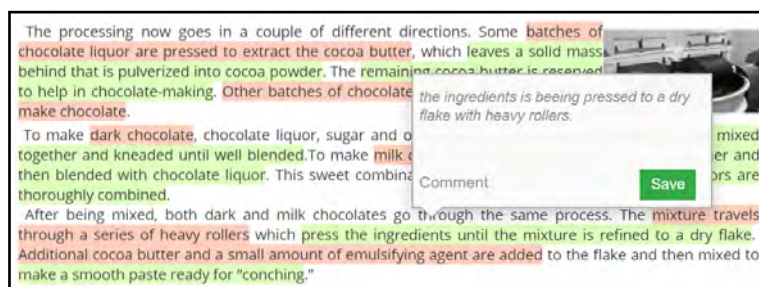 The processing now goes in a couple of different directions. Some batches of
chocolate liquor are pressed to extract the cocoa butter, which leaves a solid mass
behind that is pulverized into cocoa powder. The remaining cocoa butter is reserved
to help in chocolate-making. Other batches of chocolate
make chocolate.
the ingredients is beeing pressed to a dry
flake with heavy rollers.
Comment Save
To make dark chocolate, chocolate liquor, sugar and mixed
together and kneaded until well blended.To make milk and
then blended with chocolate liquor. This sweet are
thoroughly combined.
After being mixed, both dark and milk chocolates go through the same process. The mixture travels
through a series of heavy rollers which press the ingredients until the mixture is refined to a dry flake.
Additional cocoa butter and a small amount of emulsifying agent are added to the flake and then mixed to
make a smooth paste ready for "conching."